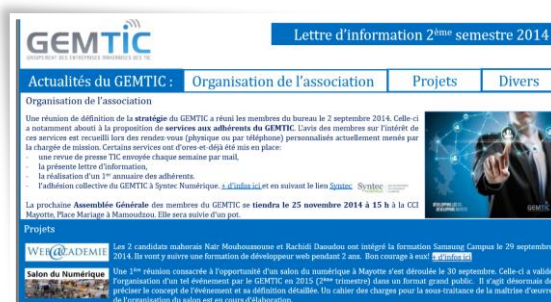 GEMTIC
GROUPEMENT DES ENTREPRISES MAHORAISES DES TIC
Lettre d'information 2ème semestre 2014
Actualités du GEMTIC : Organisation de l'association Projets Divers
Organisation de l'association
Une réunion de définition de la stratégie du GEMTIC a réuni les membres du bureau le 2 septembre 2014. Celle-ci
a notamment abouti à la proposition de services aux adhérents du GEMTIC. L'avis des membres sur l'intérêt de
ces services est recueilli lors des rendez-vous (physique ou par téléphone) personnalisés actuellement menés par
la chargée de mission. Certains services ont d'ores-et-déjà été mis en place:
- une revue de presse TIC envoyée chaque semaine par mail,
- la présente lettre d'information,
- la réalisation d'un 1er annuaire des adhérents.
- l'adhésion collective du GEMTIC à Syntec Numérique. + d'infos ici et en suivant le lien Syntec Syntec
La prochaine Assemblée Générale des membres du GEMTIC se tiendra le 25 novembre 2014 à 15 h à la CCI
Mayotte, Place Mariage à Mamoudzou. Elle sera suivie d'un pot.
GEMTIC
Projets
WEB@CADEMIE
Les 2 candidats mahorais Nair Mouhoussoune et Rachidi Daoudou ont intégré la formation Samsung Campus le 29 septembre
2014. Ils vont y suivre une formation de développeur web pendant 2 ans. Bon courage à eux! + d'infos ici
Salon du Numérique
Une 1ère réunion consacrée à l'opportunité d'un salon du numérique à Mayotte s'est déroulée le 30 septembre. Celle-ci a validé
l'organisation d'un tel événement par le GEMTIC en 2015 (2ème trimestre) dans un format grand public. Il s'agit désormais de
préciser le concept de l'événement et sa définition détaillée. Un cahier des charges pour la sous-traitance de la maîtrise d'œuvre
de l'organisation du salon est en cours d'élaboration.